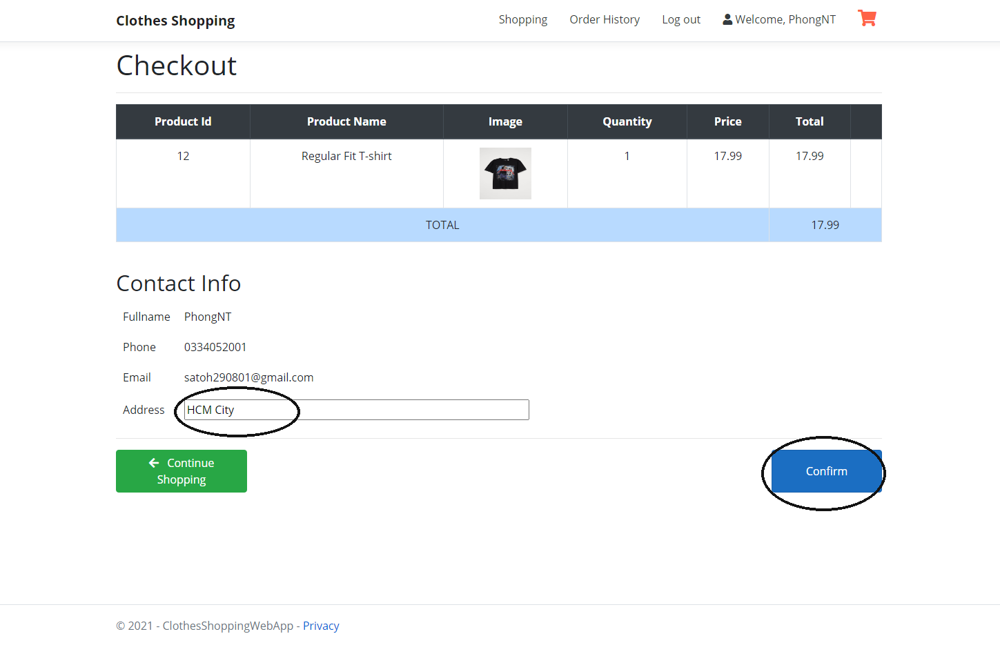 Clothes Shopping
Shopping Order History Log out Welcome, PhongNT
Checkout
Product Id Product Name Image Quantity Price Total
12 Regular Fit T-shirt 1 17.99 17.99
TOTAL 17.99
Contact Info
Fullname PhongNT
Phone 0334052001
Email satoh290801@gmail.com
Address HCM City
Continue
Shopping
Confirm
© 2021 - ClothesShoppingWebApp - Privacy